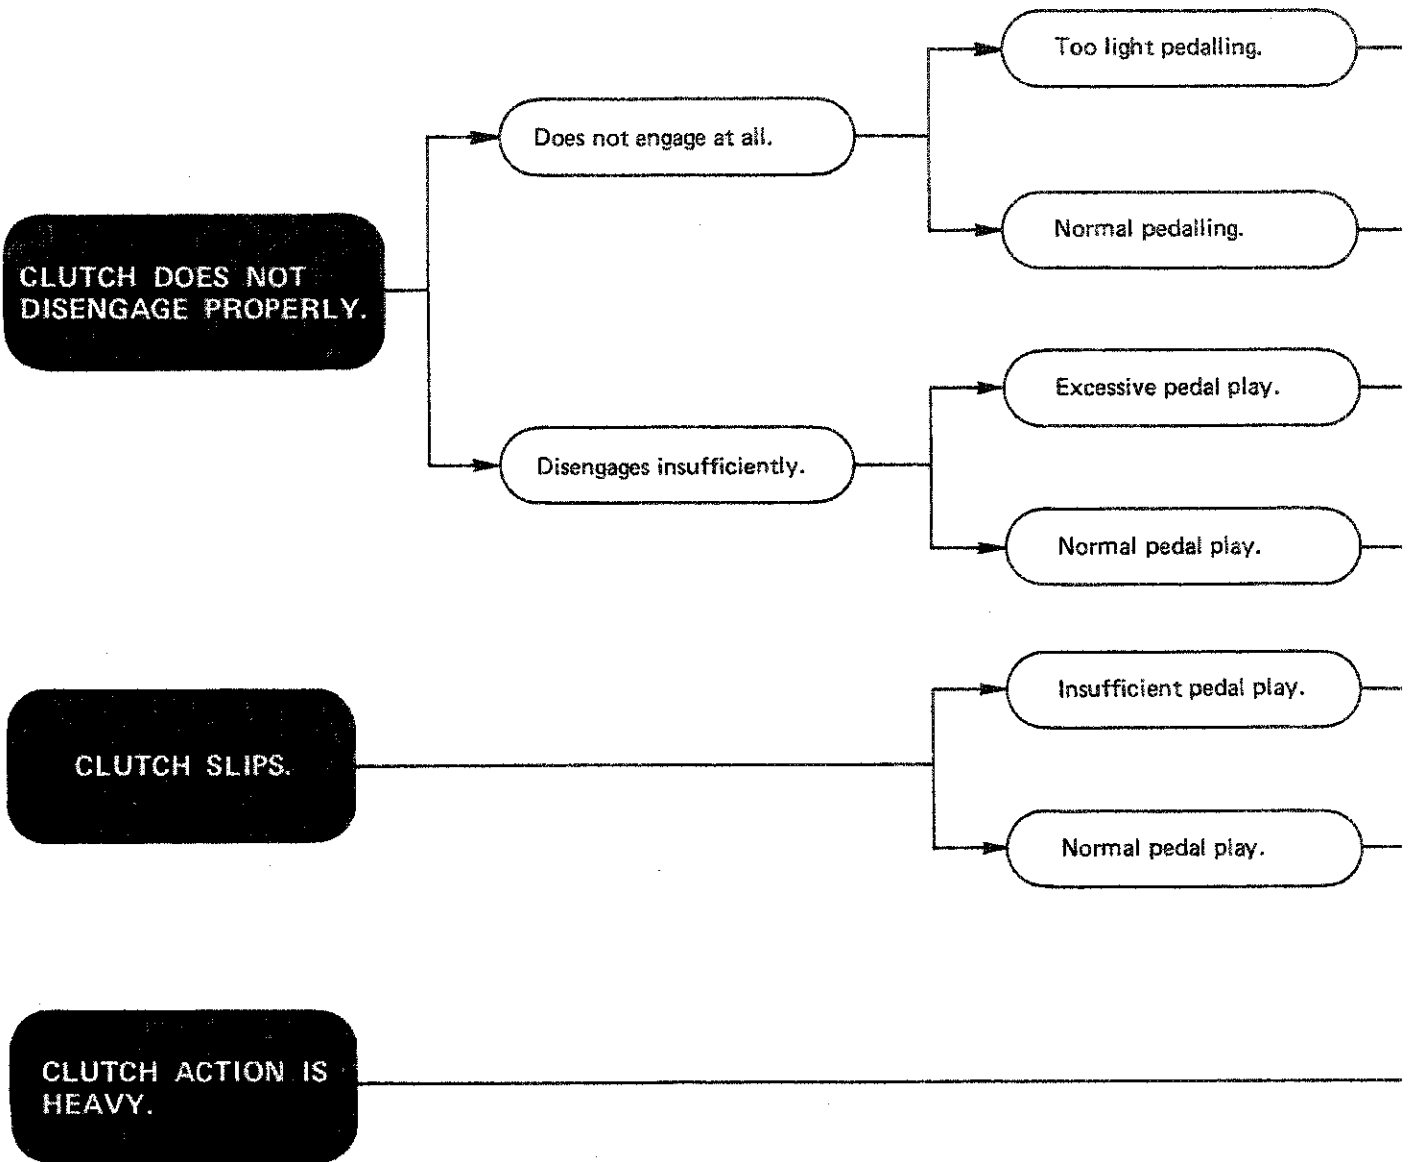 Too light pedalling.
Does not engage at all.
Normal pedalling.
CLUTCH DOES NOT
DISENGAGE PROPERLY.
Excessive pedal play.
Disengages insufficiently.
Normal pedal play.
Insufficient pedal play.
CLUTCH SLIPS.
Normal pedal play.
CLUTCH ACTION IS
HEAVY.